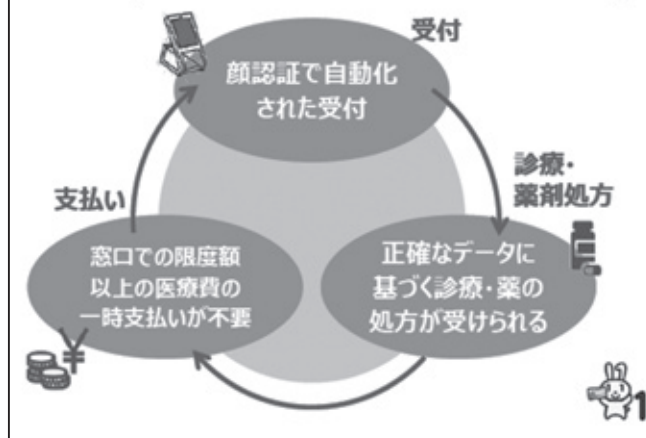 受付
顔認証で自動化
された受付
診療・
薬剤処方
正確なデータに
基づく診療・薬の
処方が受けられる
支払い
窓口での限度額
以上の医療費の
一時支払いが不要
¥
1